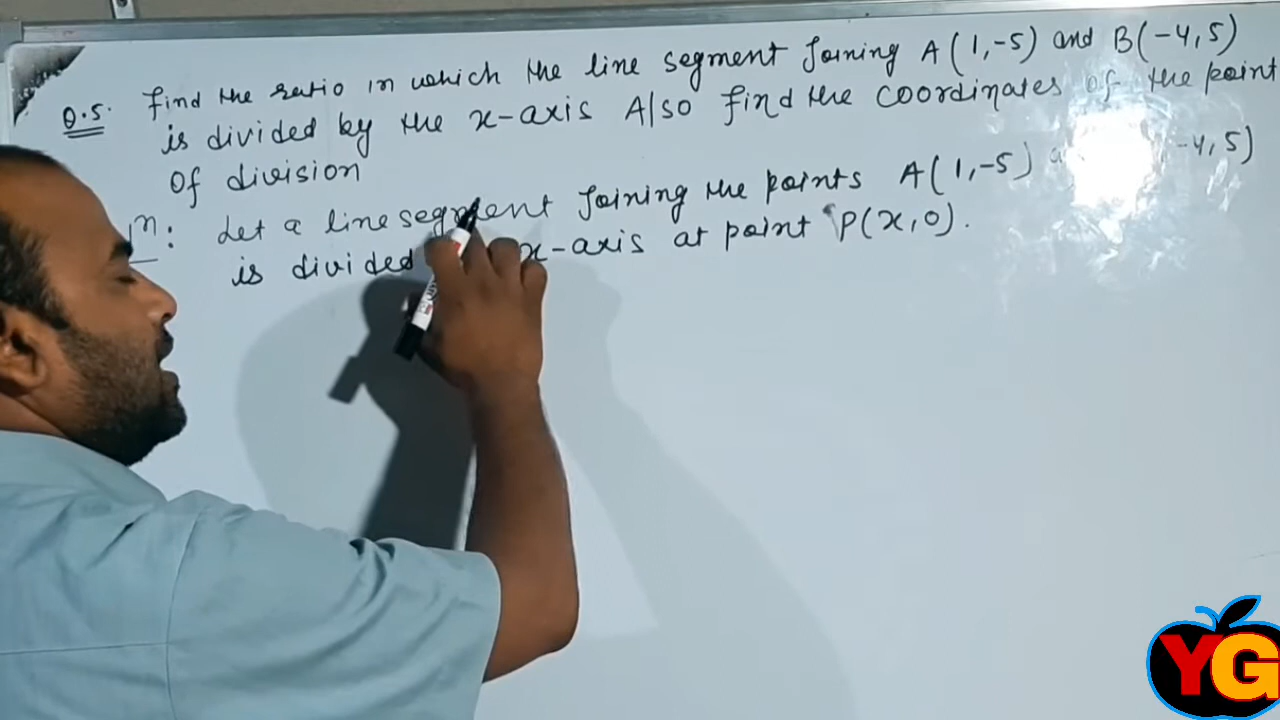 Q.5. Find the ratio in which the line segment Joining A(1,-5) and B(-4,5)
is divided by the x-axis Also Find the coordinates of the point
Of division
n: Let a line segment Joining the points A(1,-5) -4,5)
is divided x-axis at point P(x,0).
YG